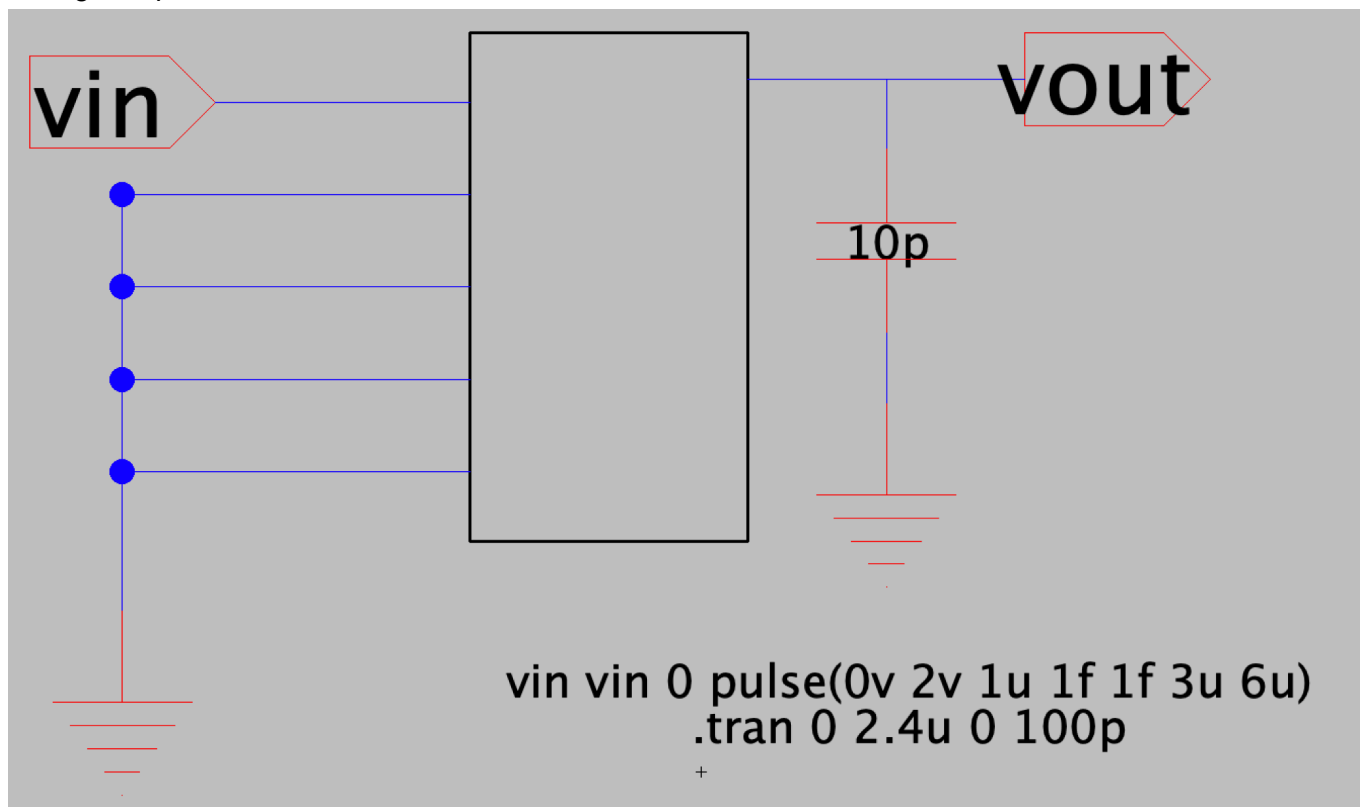 vin
vout
10p
vin vin 0 pulse(0v 2v 1u 1f 1f 3u 6u)
.tran 0 2.4u 0 100p